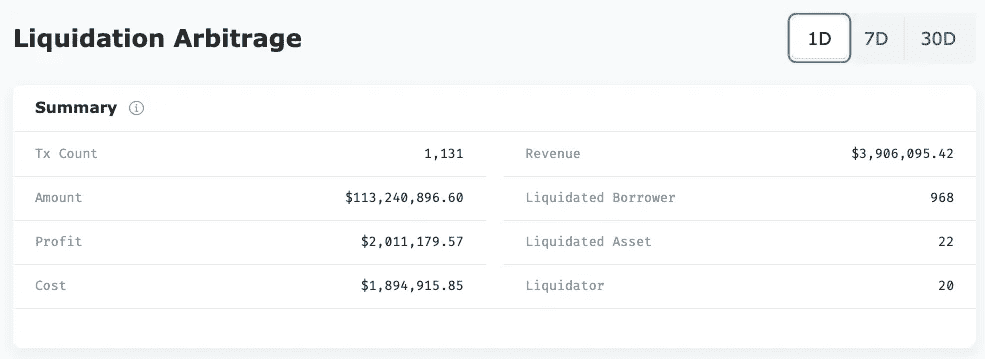 Liquidation Arbitrage
1D 7D 30D
Summary
Tx Count 1,131 Revenue $3,906,095.42
Amount $113,240,896.60 Liquidated Borrower 968
Profit $2,011,179.57 Liquidated Asset 22
Cost $1,894,915.85 Liquidator 20